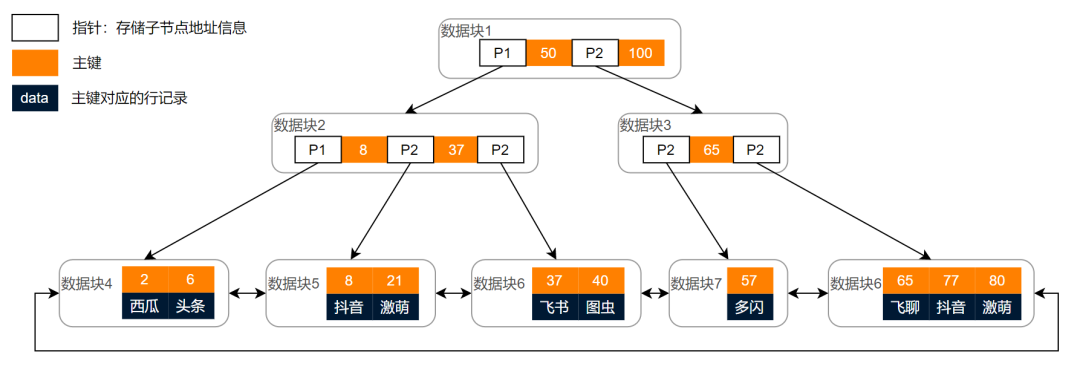 指针：存储子节点地址信息
主键
data 主键对应的行记录
数据块1
P1 50 P2 100
数据块2
P1 8 P2 37 P2
数据块3
P2 65 P2
数据块4
2 6
西瓜 头条
数据块5
8 21
抖音 激萌
数据块6
37 40
飞书 图虫
数据块7
57
多闪
数据块6
65 77 80
飞聊 抖音 激萌